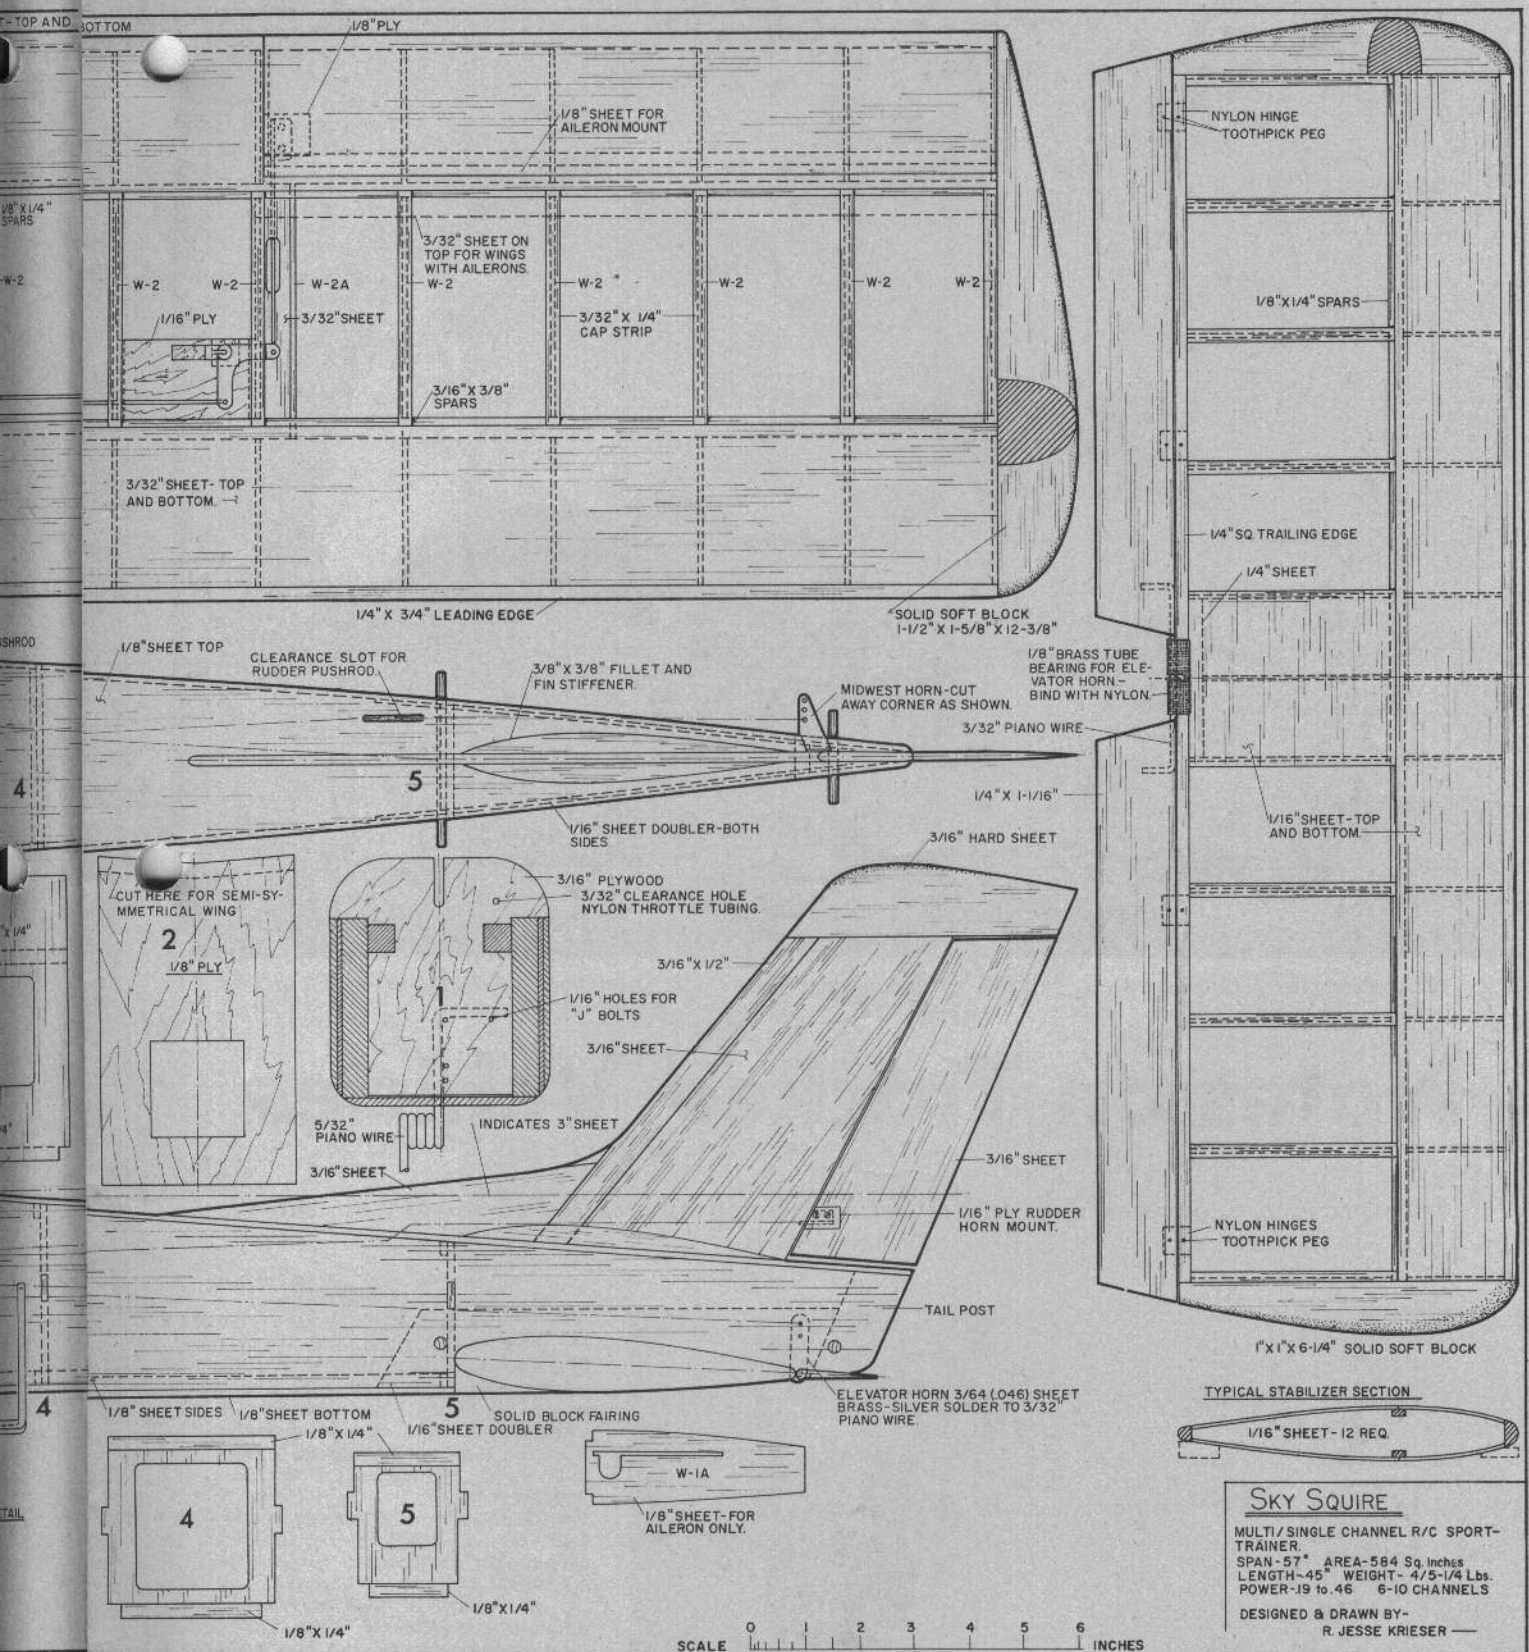 T-TOP AND BOTTOM
1/8" PLY
1/8" SHEET FOR
AILERON MOUNT
1/8" X 1/4"
SPARS
3/32" SHEET ON
TOP FOR WINGS
WITH AILERONS.
W-2
W-2
W-2
W-2A
W-2
W-2
W-2
W-2
W-2
1/16" PLY
3/32" SHEET
3/32" X 1/4"
CAP STRIP
3/16" X 3/8"
SPARS
3/32" SHEET- TOP
AND BOTTOM.
1/4" X 3/4" LEADING EDGE
SOLID SOFT BLOCK
1-1/2" X 1-5/8" X 12-3/8"
NYLON HINGE
TOOTHPICK PEG
1/8" X 1/4" SPARS
1/4" SQ. TRAILING EDGE
1/4" SHEET
1/8" BRASS TUBE
BEARING FOR ELE-
VATOR HORN.-
BIND WITH NYLON.
3/32" PIANO WIRE
1/4" X 1-1/16"
1/16" SHEET-TOP
AND BOTTOM.
NYLON HINGES
TOOTHPICK PEG
1" X 1" X 6-1/4" SOLID SOFT BLOCK
SHROD
1/8" SHEET TOP
CLEARANCE SLOT FOR
RUDDER PUSHROD.
3/8" X 3/8" FILLET AND
FIN STIFFENER.
MIDWEST HORN-CUT
AWAY CORNER AS SHOWN.
4
5
1/16" SHEET DOUBLER-BOTH
SIDES
CUT HERE FOR SEMI-SY-
MMETRICAL WING
2
1/8" PLY
" X 1/4"
3/16" PLYWOOD
3/32" CLEARANCE HOLE
NYLON THROTTLE TUBING.
1
1/16" HOLES FOR
"J" BOLTS
5/32"
PIANO WIRE
3/16" HARD SHEET
3/16" X 1/2"
3/16" SHEET
INDICATES 3" SHEET
3/16" SHEET
3/16" SHEET
1/16" PLY RUDDER
HORN MOUNT.
TAIL POST
ELEVATOR HORN 3/64 (.046) SHEET
BRASS-SILVER SOLDER TO 3/32"
PIANO WIRE.
4
1/8" SHEET SIDES
1/8" SHEET BOTTOM
5
1/16" SHEET DOUBLER
SOLID BLOCK FAIRING
1/8" X 1/4"
4
5
1/8" X 1/4"
1/8" X 1/4"
W-1A
1/8" SHEET-FOR
AILERON ONLY.
TAIL
TYPICAL STABILIZER SECTION
1/16" SHEET- 12 REQ.
SKY SQUIRE
MULTI/SINGLE CHANNEL R/C SPORT-
TRAINER.
SPAN-57" AREA-584 Sq. Inches
LENGTH-45" WEIGHT- 4/5-1/4 Lbs.
POWER-.19 to .46 6-10 CHANNELS
DESIGNED & DRAWN BY-
R. JESSE KRIESER
SCALE 0 1 2 3 4 5 6 INCHES